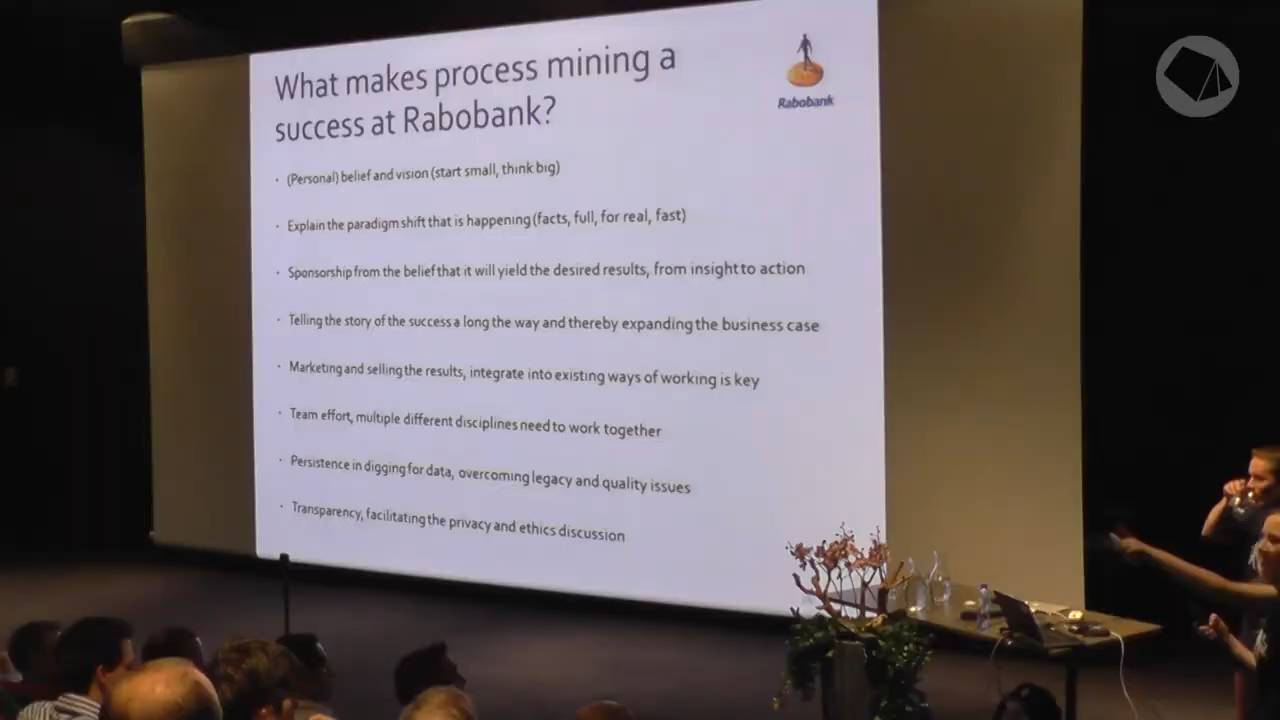 What makes process mining a
success at Rabobank?
Rabobank
• (Personal) belief and vision (start small, think big)
• Explain the paradigm shift that is happening (facts, full, for real, fast)
• Sponsorship from the belief that it will yield the desired results, from insight to action
• Telling the story of the success a long the way and thereby expanding the business case
• Marketing and selling the results, integrate into existing ways of working is key
• Team effort, multiple different disciplines need to work together
• Persistence in digging for data, overcoming legacy and quality issues
• Transparency, facilitating the privacy and ethics discussion